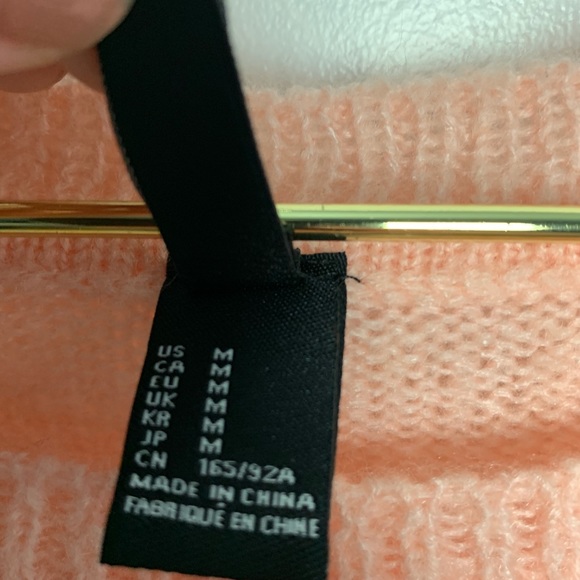 US M
CA M
EU M
UK M
KR M
JP M
CN 165/92A
MADE IN CHINA
FABRIQUÉ EN CHINE